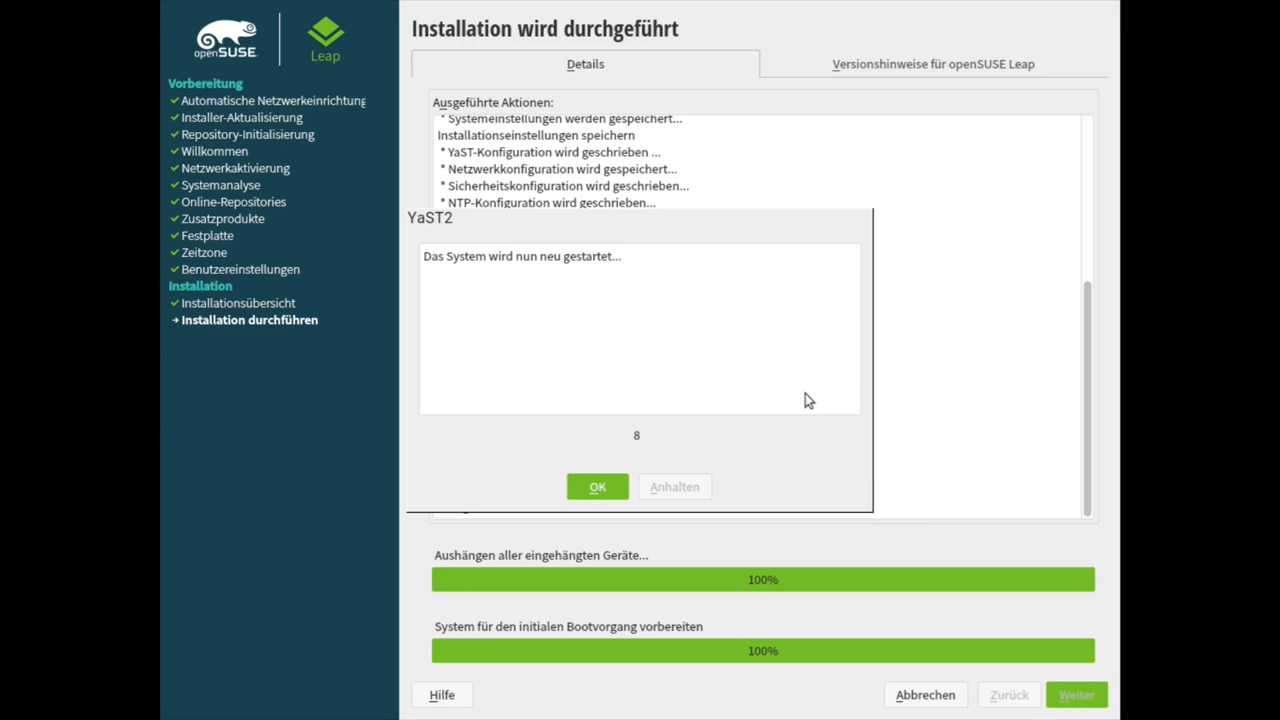 openSUSE
Leap
Vorbereitung
Automatische Netzwerkeinrichtung
Installer-Aktualisierung
Repository-Initialisierung
Willkommen
Netzwerkaktivierung
Systemanalyse
Online-Repositories
Zusatzprodukte
Festplatte
Zeitzone
Benutzereinstellungen
Installation
Installationsübersicht
Installation durchführen
Installation wird durchgeführt
Details
Versionshinweise für openSUSE Leap
Ausgeführte Aktionen:
* Systemeinstellungen werden gespeichert...
Installationseinstellungen speichern
* YaST-Konfiguration wird geschrieben ...
* Netzwerkkonfiguration wird gespeichert...
* Sicherheitskonfiguration wird geschrieben...
* NTP-Konfiguration wird geschrieben...
YaST2
Das System wird nun neu gestartet...
8
OK
Anhalten
Aushängen aller eingehängten Geräte...
100%
System für den initialen Bootvorgang vorbereiten
100%
Hilfe
Abbrechen
Zurück
Weiter